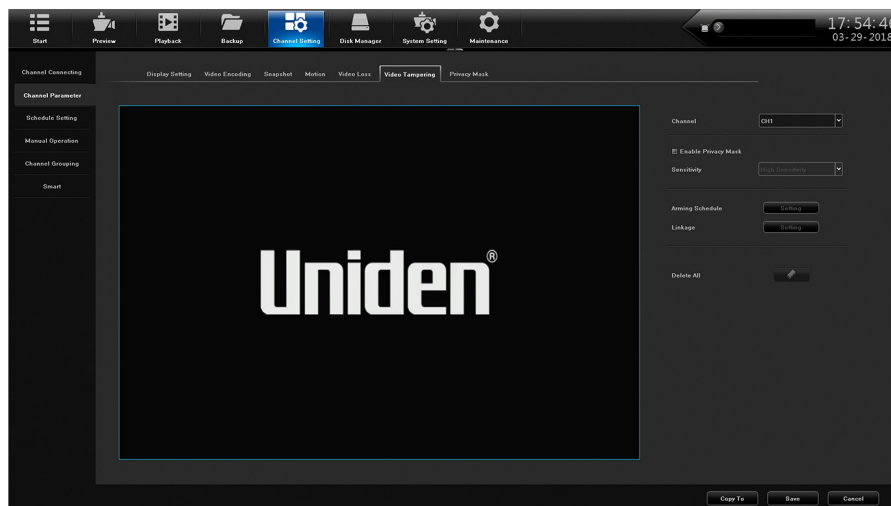 Start Preview Playback Backup Channel Setting Disk Manager System Setting Maintenance
17:54:46
03-29-2018
Channel Connecting
Channel Parameter
Schedule Setting
Manual Operation
Channel Grouping
Smart
Display Setting Video Encoding Snapshot Motion Video Loss Video Tampering Privacy Mask
Uniden®
Channel CH1
Enable Privacy Mask
Sensitivity High Sensitivity
Arming Schedule Setting
Linkage Setting
Delete All
Copy To Save Cancel